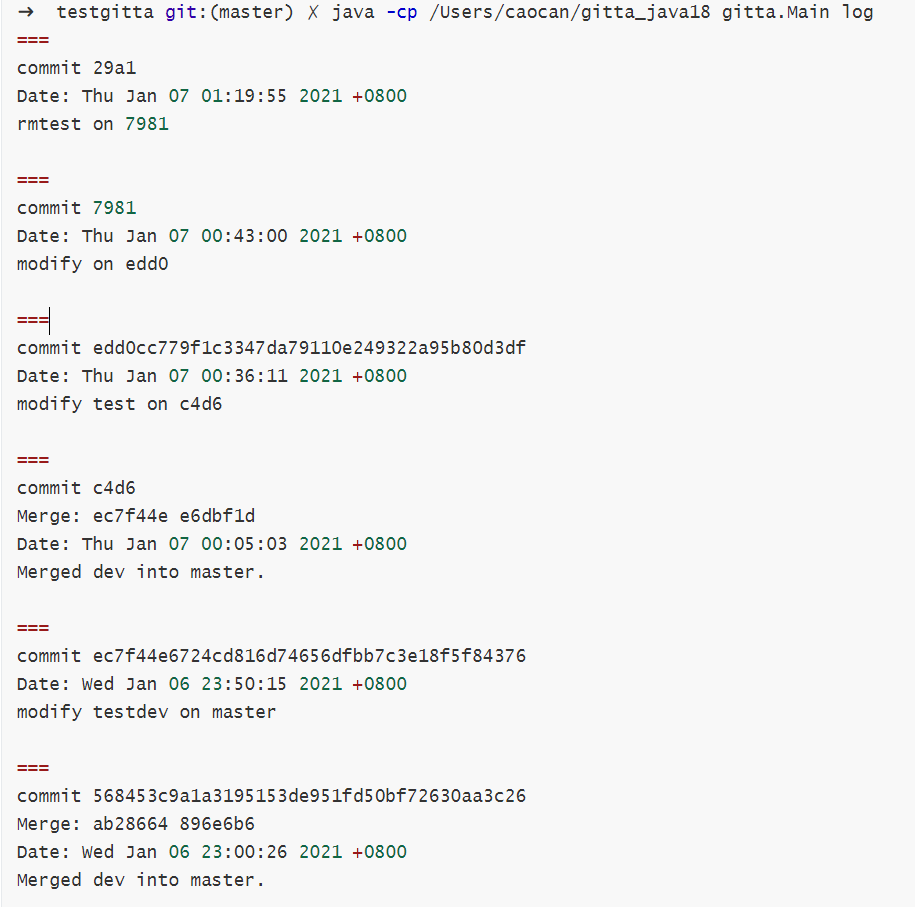 → testgitta git:(master) ✗ java -cp /Users/caocan/gitta_java18 gitta.Main log
===
commit 29a1
Date: Thu Jan 07 01:19:55 2021 +0800
rmtest on 7981
===
commit 7981
Date: Thu Jan 07 00:43:00 2021 +0800
modify on edd0
===
commit edd0cc779f1c3347da79110e249322a95b80d3df
Date: Thu Jan 07 00:36:11 2021 +0800
modify test on c4d6
===
commit c4d6
Merge: ec7f44e e6dbf1d
Date: Thu Jan 07 00:05:03 2021 +0800
Merged dev into master.
===
commit ec7f44e6724cd816d74656dfbb7c3e18f5f84376
Date: Wed Jan 06 23:50:15 2021 +0800
modify testdev on master
===
commit 568453c9a1a3195153de951fd50bf72630aa3c26
Merge: ab28664 896e6b6
Date: Wed Jan 06 23:00:26 2021 +0800
Merged dev into master.